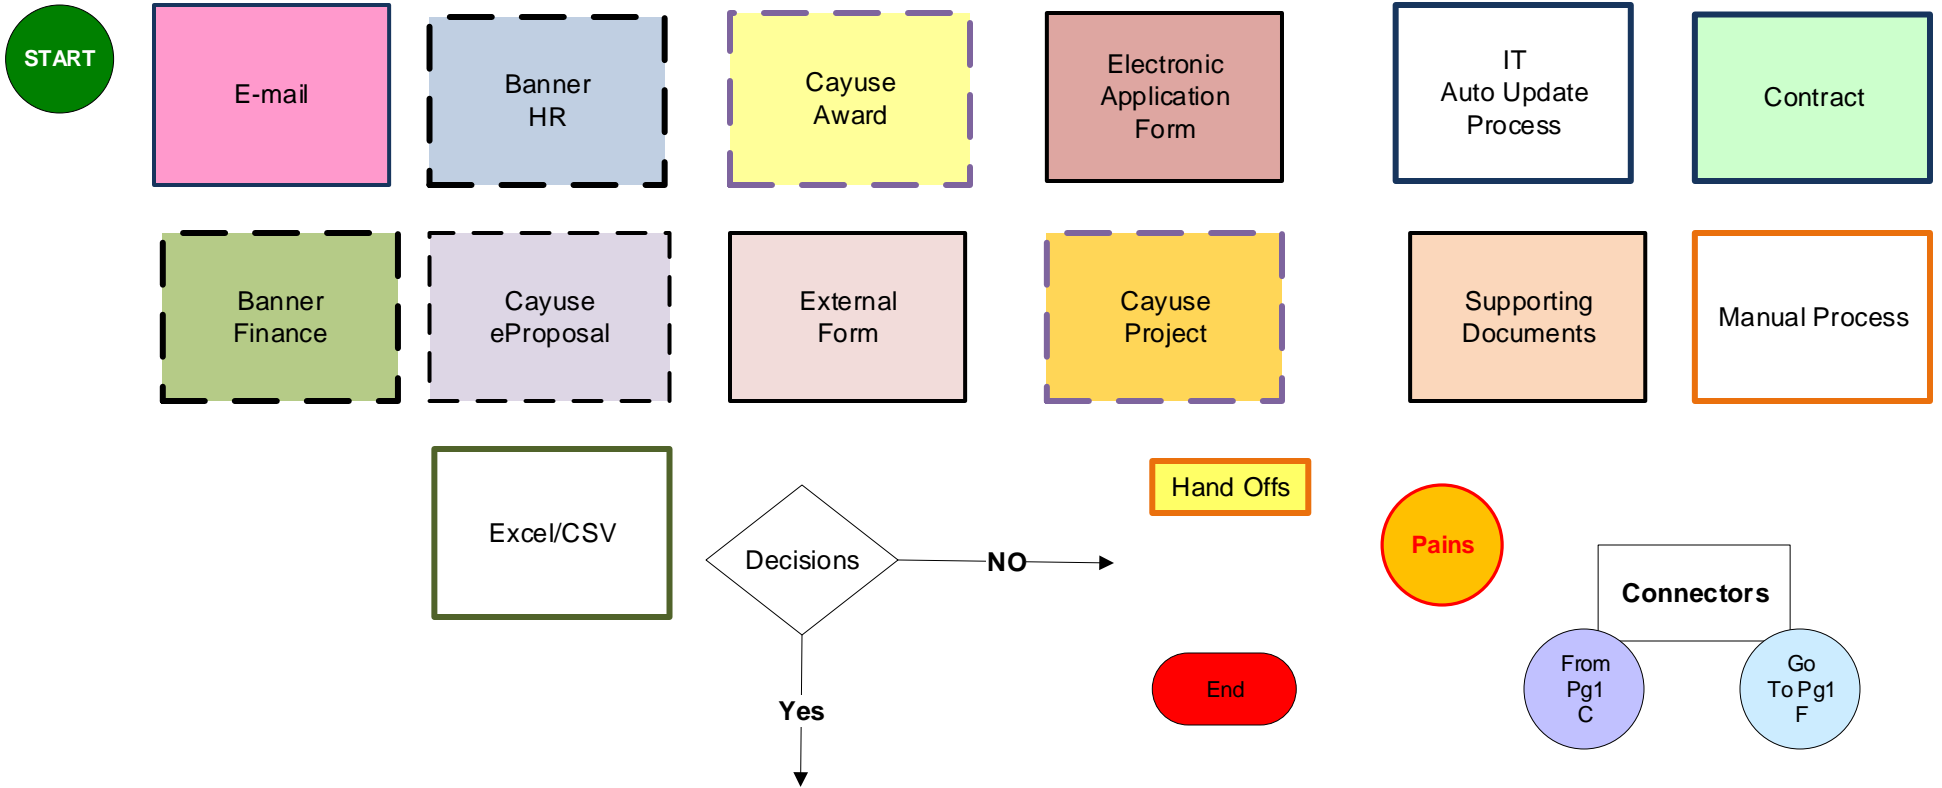 START
E-mail
Banner
HR
Cayuse
Award
Electronic
Application
Form
IT
Auto Update
Process
Contract
Banner
Finance
Cayuse
eProposal
External
Form
Cayuse
Project
Supporting
Documents
Manual Process
Excel/CSV
Decisions
NO
Yes
Hand Offs
End
Pains
Connectors
From
Pg1
C
Go
To Pg1
F